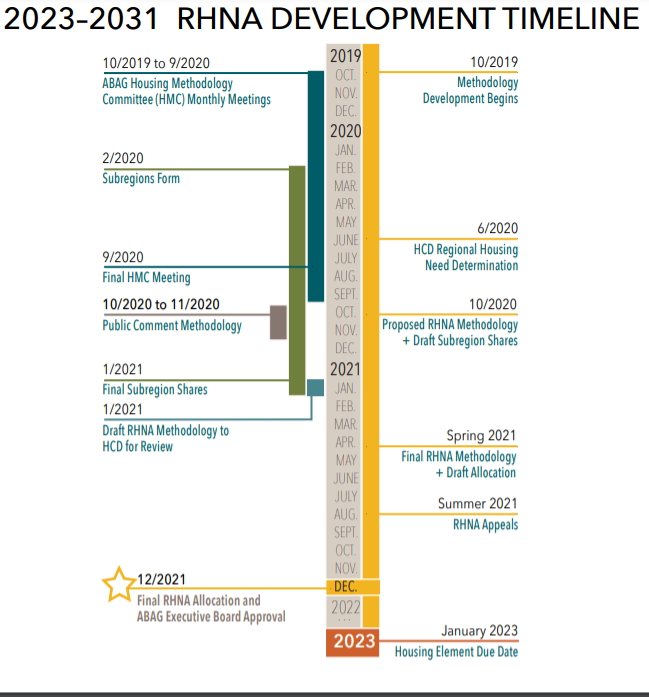 2023–2031 RHNA DEVELOPMENT TIMELINE
10/2019 to 9/2020
ABAG Housing Methodology
Committee (HMC) Monthly Meetings
2/2020
Subregions Form
9/2020
Final HMC Meeting
10/2020 to 11/2020
Public Comment Methodology
1/2021
Final Subregion Shares
1/2021
Draft RHNA Methodology to
HCD for Review
12/2021
Final RHNA Allocation and
ABAG Executive Board Approval
2019
OCT.
NOV.
DEC.
2020
JAN.
FEB.
MAR.
APR.
MAY
JUNE
JULY
AUG.
SEPT.
OCT.
NOV.
DEC.
2021
JAN.
FEB.
MAR.
APR.
MAY
JUNE
JULY
AUG.
SEPT.
OCT.
NOV.
DEC.
2022
...
2023
10/2019
Methodology
Development Begins
6/2020
HCD Regional Housing
Need Determination
10/2020
Proposed RHNA Methodology
+ Draft Subregion Shares
Spring 2021
Final RHNA Methodology
+ Draft Allocation
Summer 2021
RHNA Appeals
January 2023
Housing Element Due Date